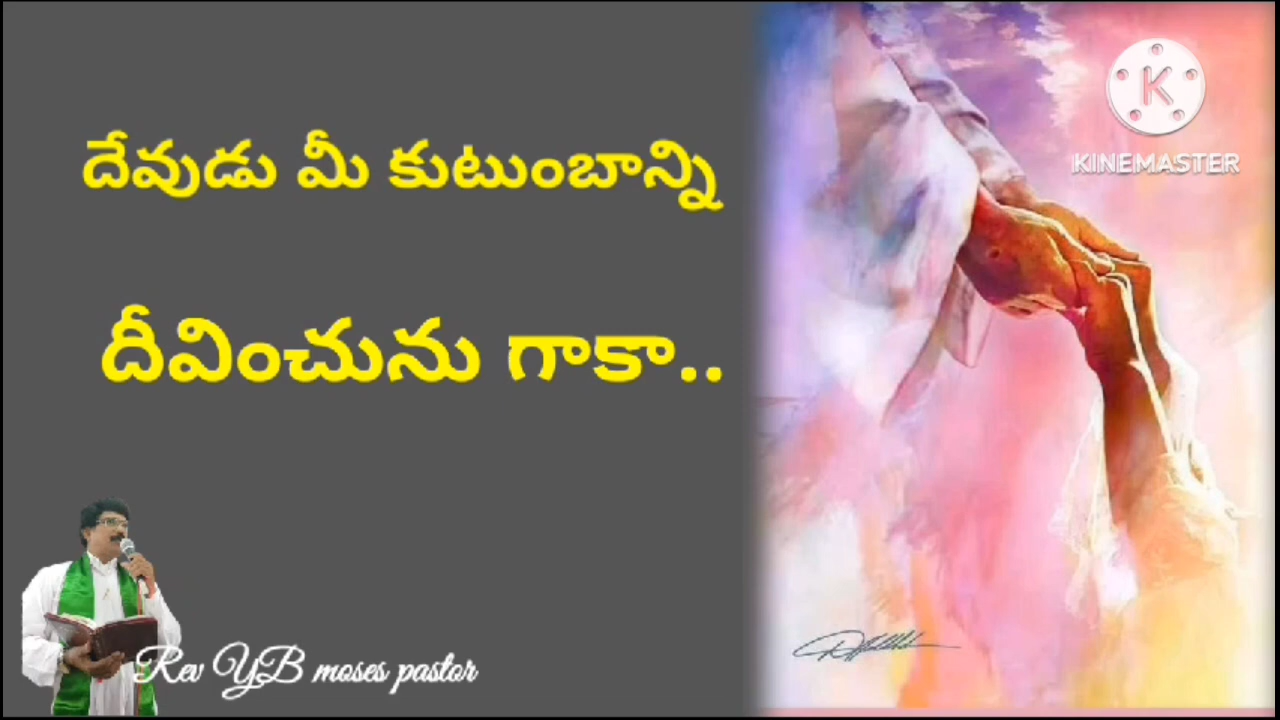 దేవుడు మీ కుటుంబాన్ని
దీవించును గాకా..
Rev YB moses pastor
K
KINEMASTER